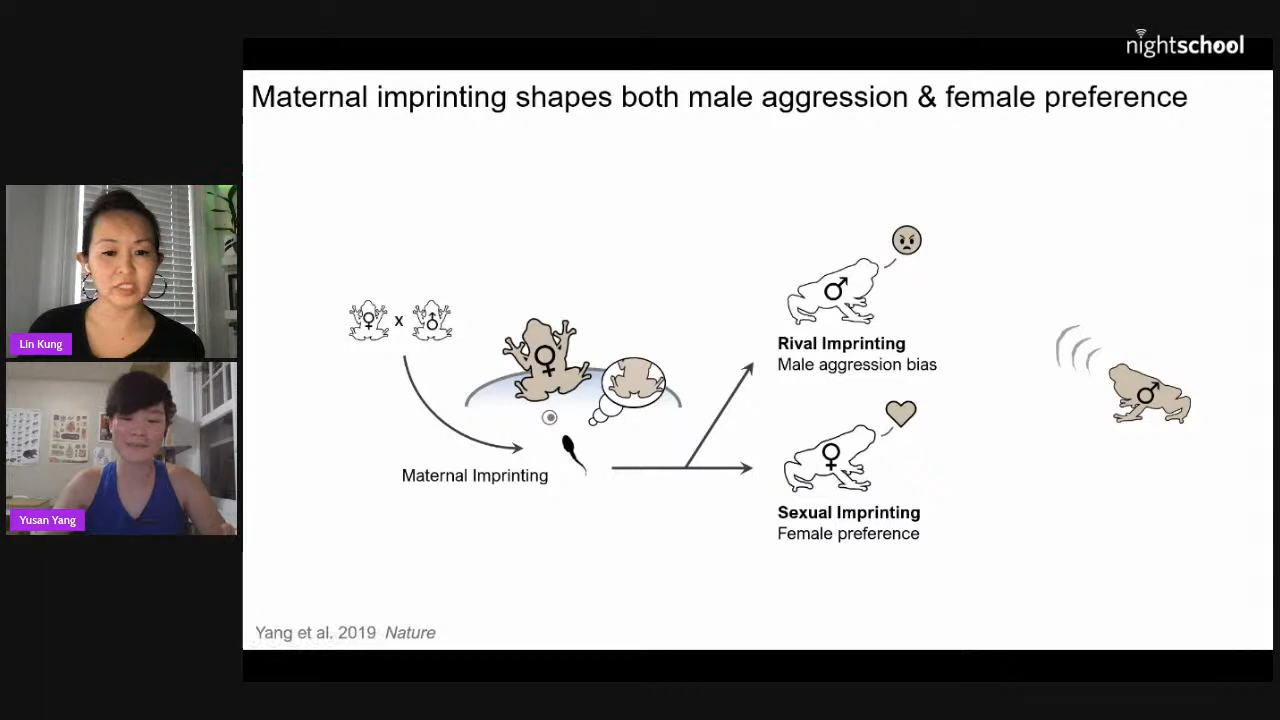 nightschool
Maternal imprinting shapes both male aggression & female preference
Lin Kung
Yusan Yang
♀ x ♂
♀
Maternal Imprinting
♂
Rival Imprinting
Male aggression bias
♀
Sexual Imprinting
Female preference
♂
Yang et al. 2019 Nature